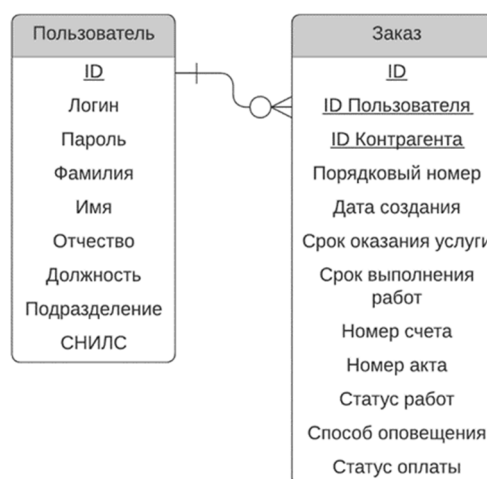 Пользователь
ID
Логин
Пароль
Фамилия
Имя
Отчество
Должность
Подразделение
СНИЛС
Заказ
ID
ID Пользователя
ID Контрагента
Порядковый номер
Дата создания
Срок оказания услуги
Срок выполнения
работ
Номер счета
Номер акта
Статус работ
Способ оповещения
Статус оплаты